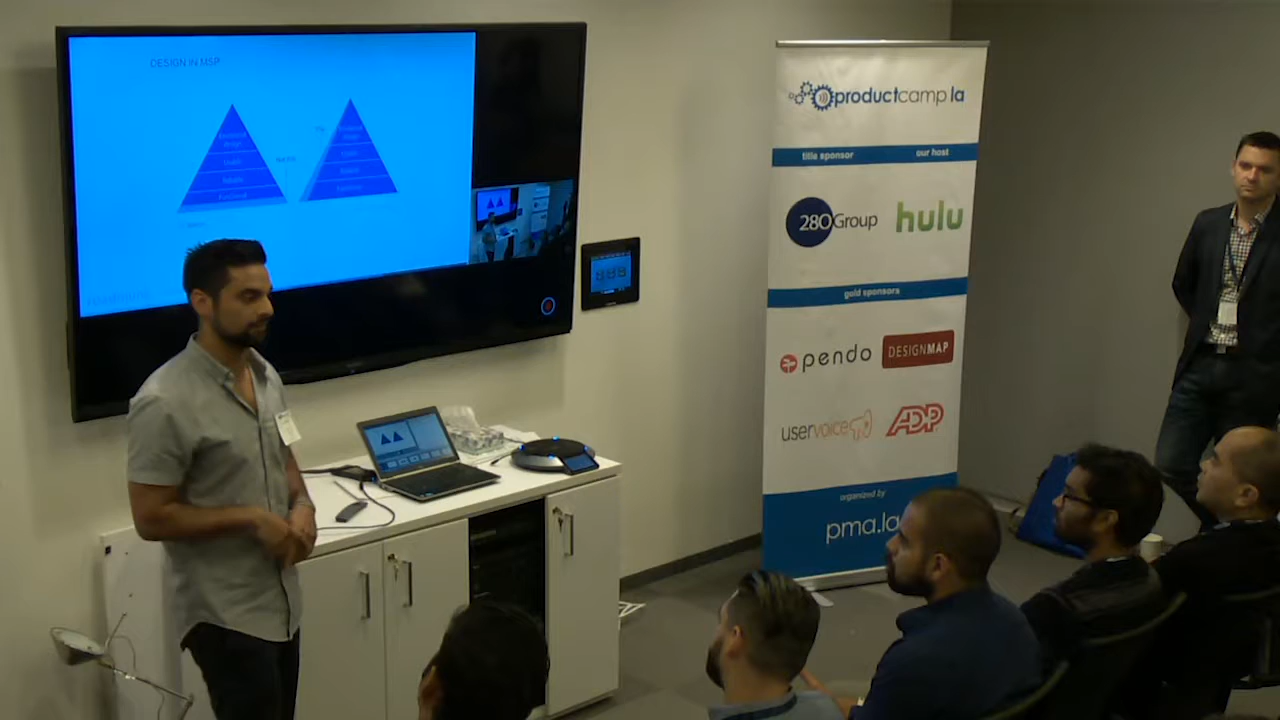 DESIGN IN MSP
roadmunk
productcamp la
title sponsor
our host
280Group
hulu
gold sponsors
pendo
DESIGNMAP
uservoice
ADP
organized by
pma.la